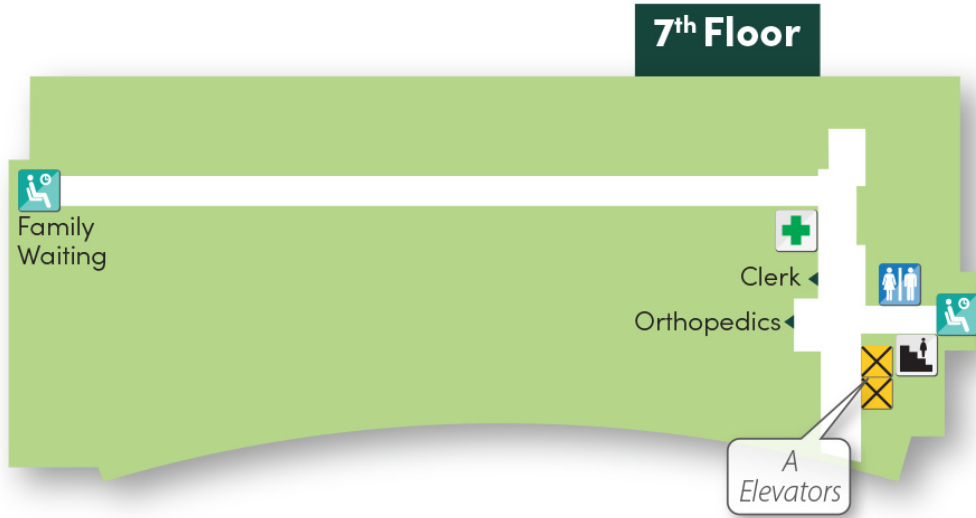 7th Floor
Family
Waiting
Clerk
Orthopedics
A
Elevators